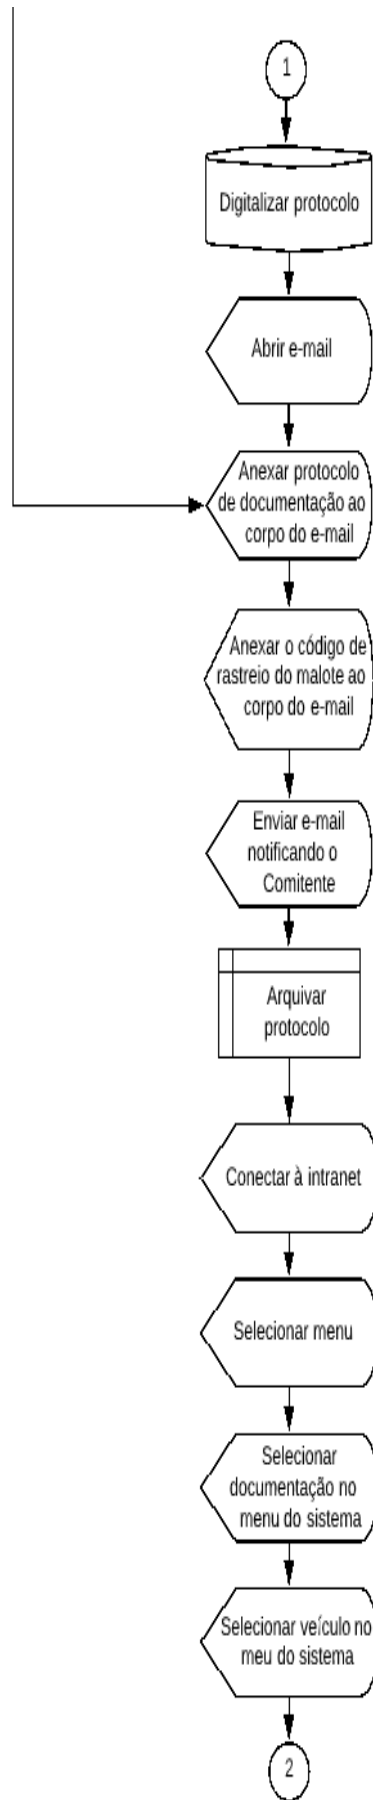 1
Digitalizar protocolo
Abrir e-mail
Anexar protocolo
de documentação ao
corpo do e-mail
Anexar o código de
rastreio do malote ao
corpo do e-mail
Enviar e-mail
notificando o
Comitente
Arquivar
protocolo
Conectar à intranet
Selecionar menu
Selecionar
documentação no
menu do sistema
Selecionar veículo no
meu do sistema
2